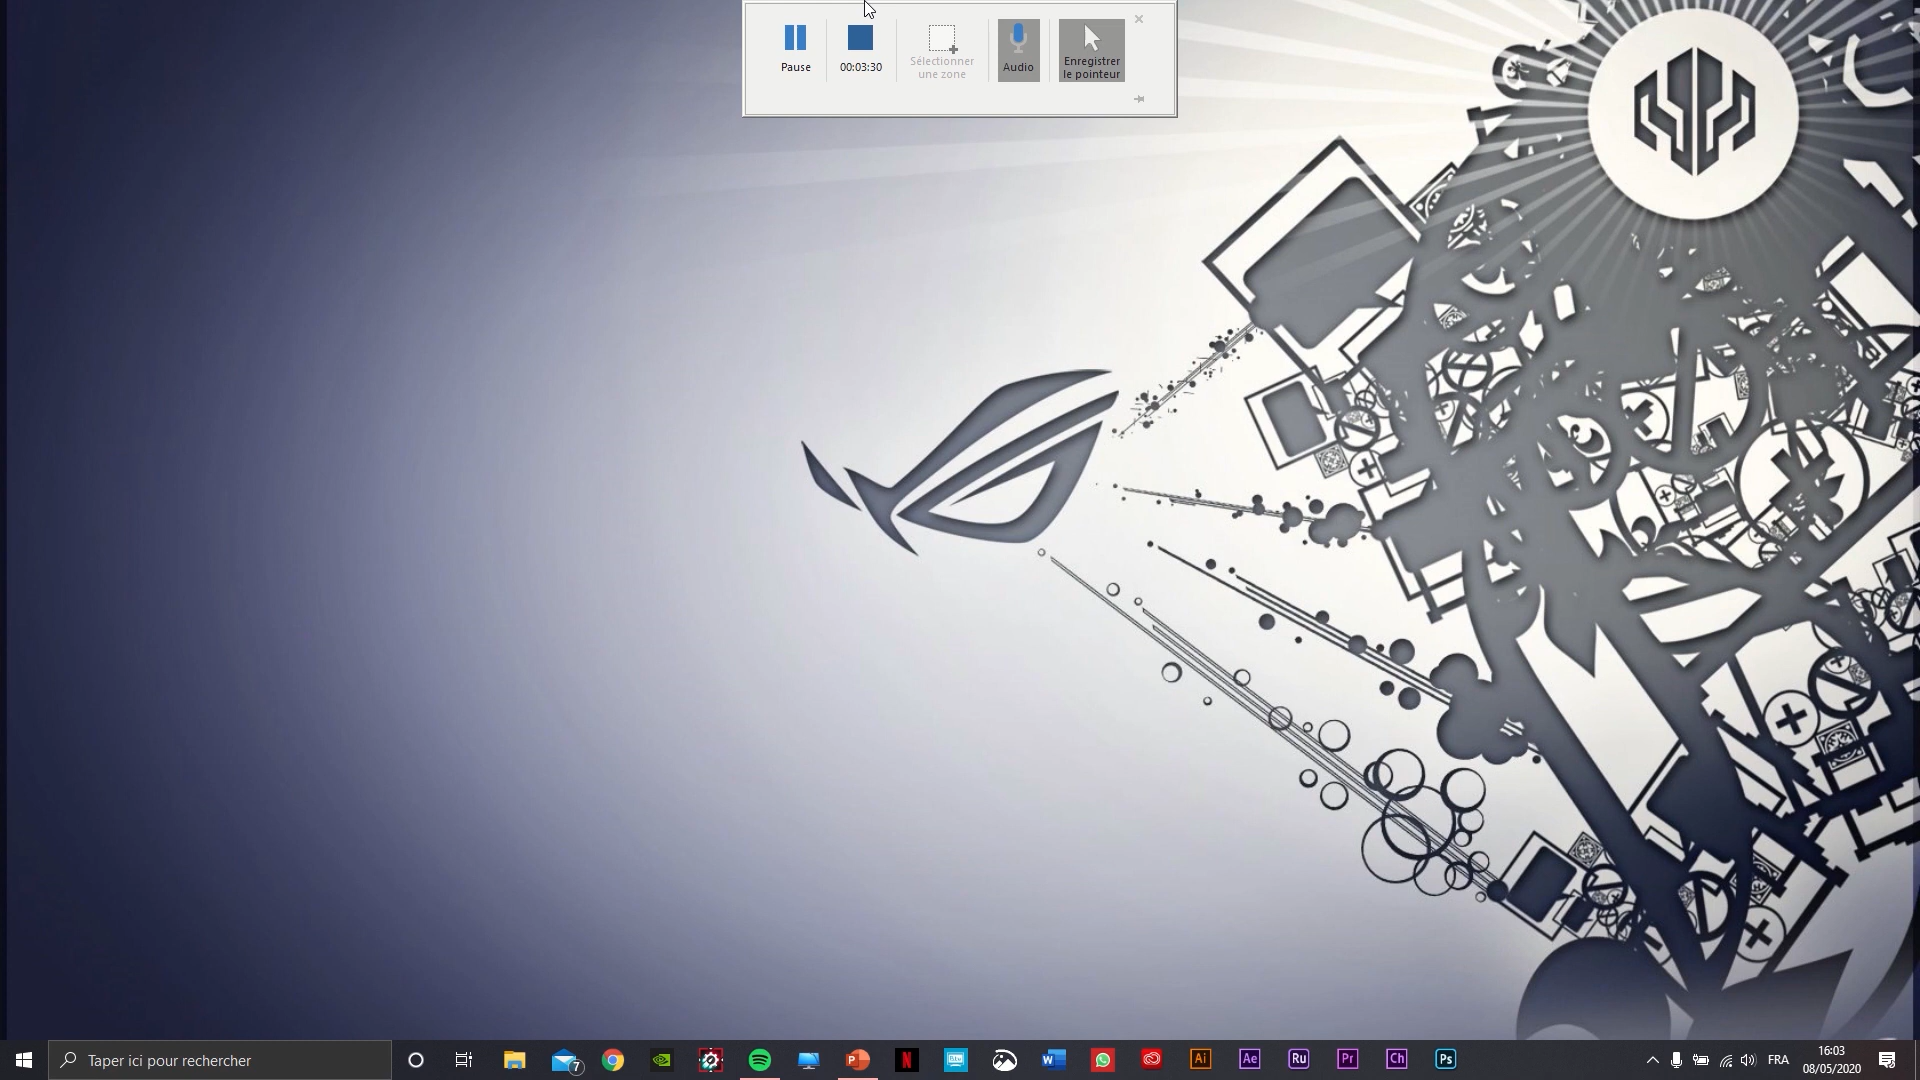 Pause
00:03:30
Sélectionner
une zone
Audio
Enregistrer
le pointeur
Taper ici pour rechercher
7
Ai
Ae
Ru
Pr
Ch
Ps
FRA
16:03
08/05/2020